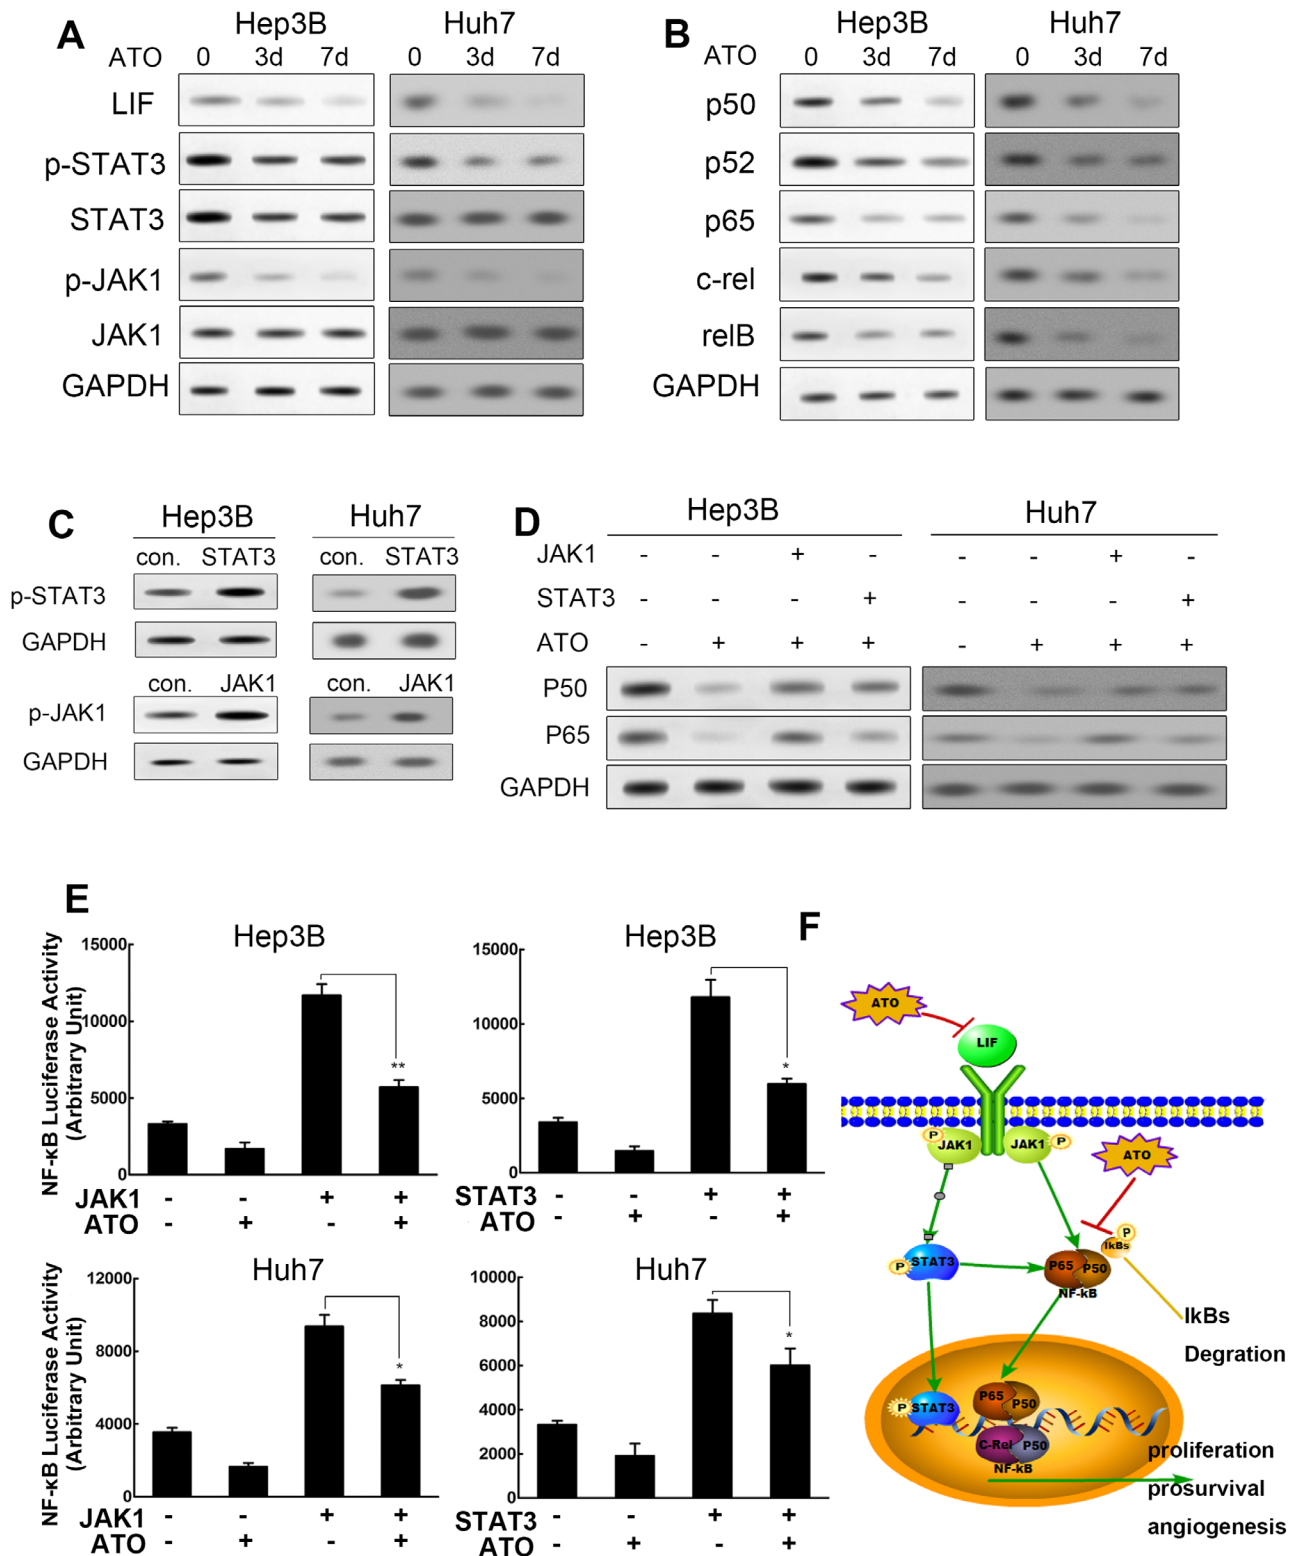 A
Hep3B Huh7
ATO 0 3d 7d 0 3d 7d
LIF
p-STAT3
STAT3
p-JAK1
JAK1
GAPDH
B
Hep3B Huh7
ATO 0 3d 7d 0 3d 7d
p50
p52
p65
c-rel
relB
GAPDH
C
Hep3B Huh7
con. STAT3 con. STAT3
p-STAT3
GAPDH
con. JAK1 con. JAK1
p-JAK1
GAPDH
D
Hep3B Huh7
JAK1 - - + - - - + -
STAT3 - - - + - - - +
ATO - + + + - + + +
P50
P65
GAPDH
E
Hep3B
NF-κB Luciferase Activity
(Arbitrary Unit)
15000
10000
5000
0
**
JAK1 - - + +
ATO - + - +
Hep3B
15000
10000
5000
0
*
STAT3 - - + +
ATO - + - +
Huh7
NF-κB Luciferase Activity
(Arbitrary Unit)
12000
8000
4000
0
*
JAK1 - - + +
ATO - + - +
Huh7
10000
8000
6000
4000
2000
0
*
STAT3 - - + +
ATO - + - +
F
ATO
LIF
P JAK1 JAK1 P
ATO
P
IkBs
P STAT3
P65 P50
NF-kB
IkBs
Degration
P65 P50
P STAT3
C-Rel P50
NF-kB
proliferation
prosurvival
angiogenesis